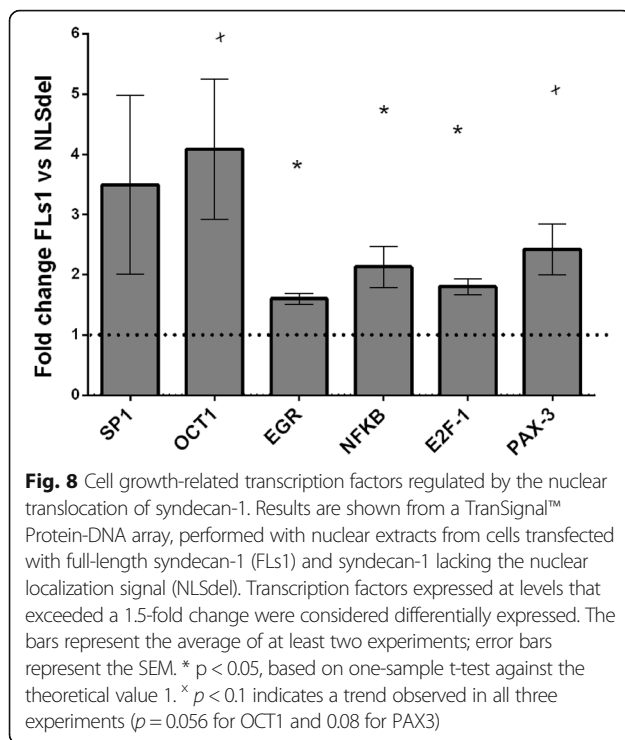 6
5
4
3
2
1
0
Fold change FLs1 vs NLSdel
x
*
*
*
x
SP1
OCT1
EGR
NFKB
E2F-1
PAX-3
Fig. 8 Cell growth-related transcription factors regulated by the nuclear
translocation of syndecan-1. Results are shown from a TranSignal™
Protein-DNA array, performed with nuclear extracts from cells transfected
with full-length syndecan-1 (FLs1) and syndecan-1 lacking the nuclear
localization signal (NLSdel). Transcription factors expressed at levels that
exceeded a 1.5-fold change were considered differentially expressed. The
bars represent the average of at least two experiments; error bars
represent the SEM. * p < 0.05, based on one-sample t-test against the
theoretical value 1. ˣ p < 0.1 indicates a trend observed in all three
experiments (p = 0.056 for OCT1 and 0.08 for PAX3)